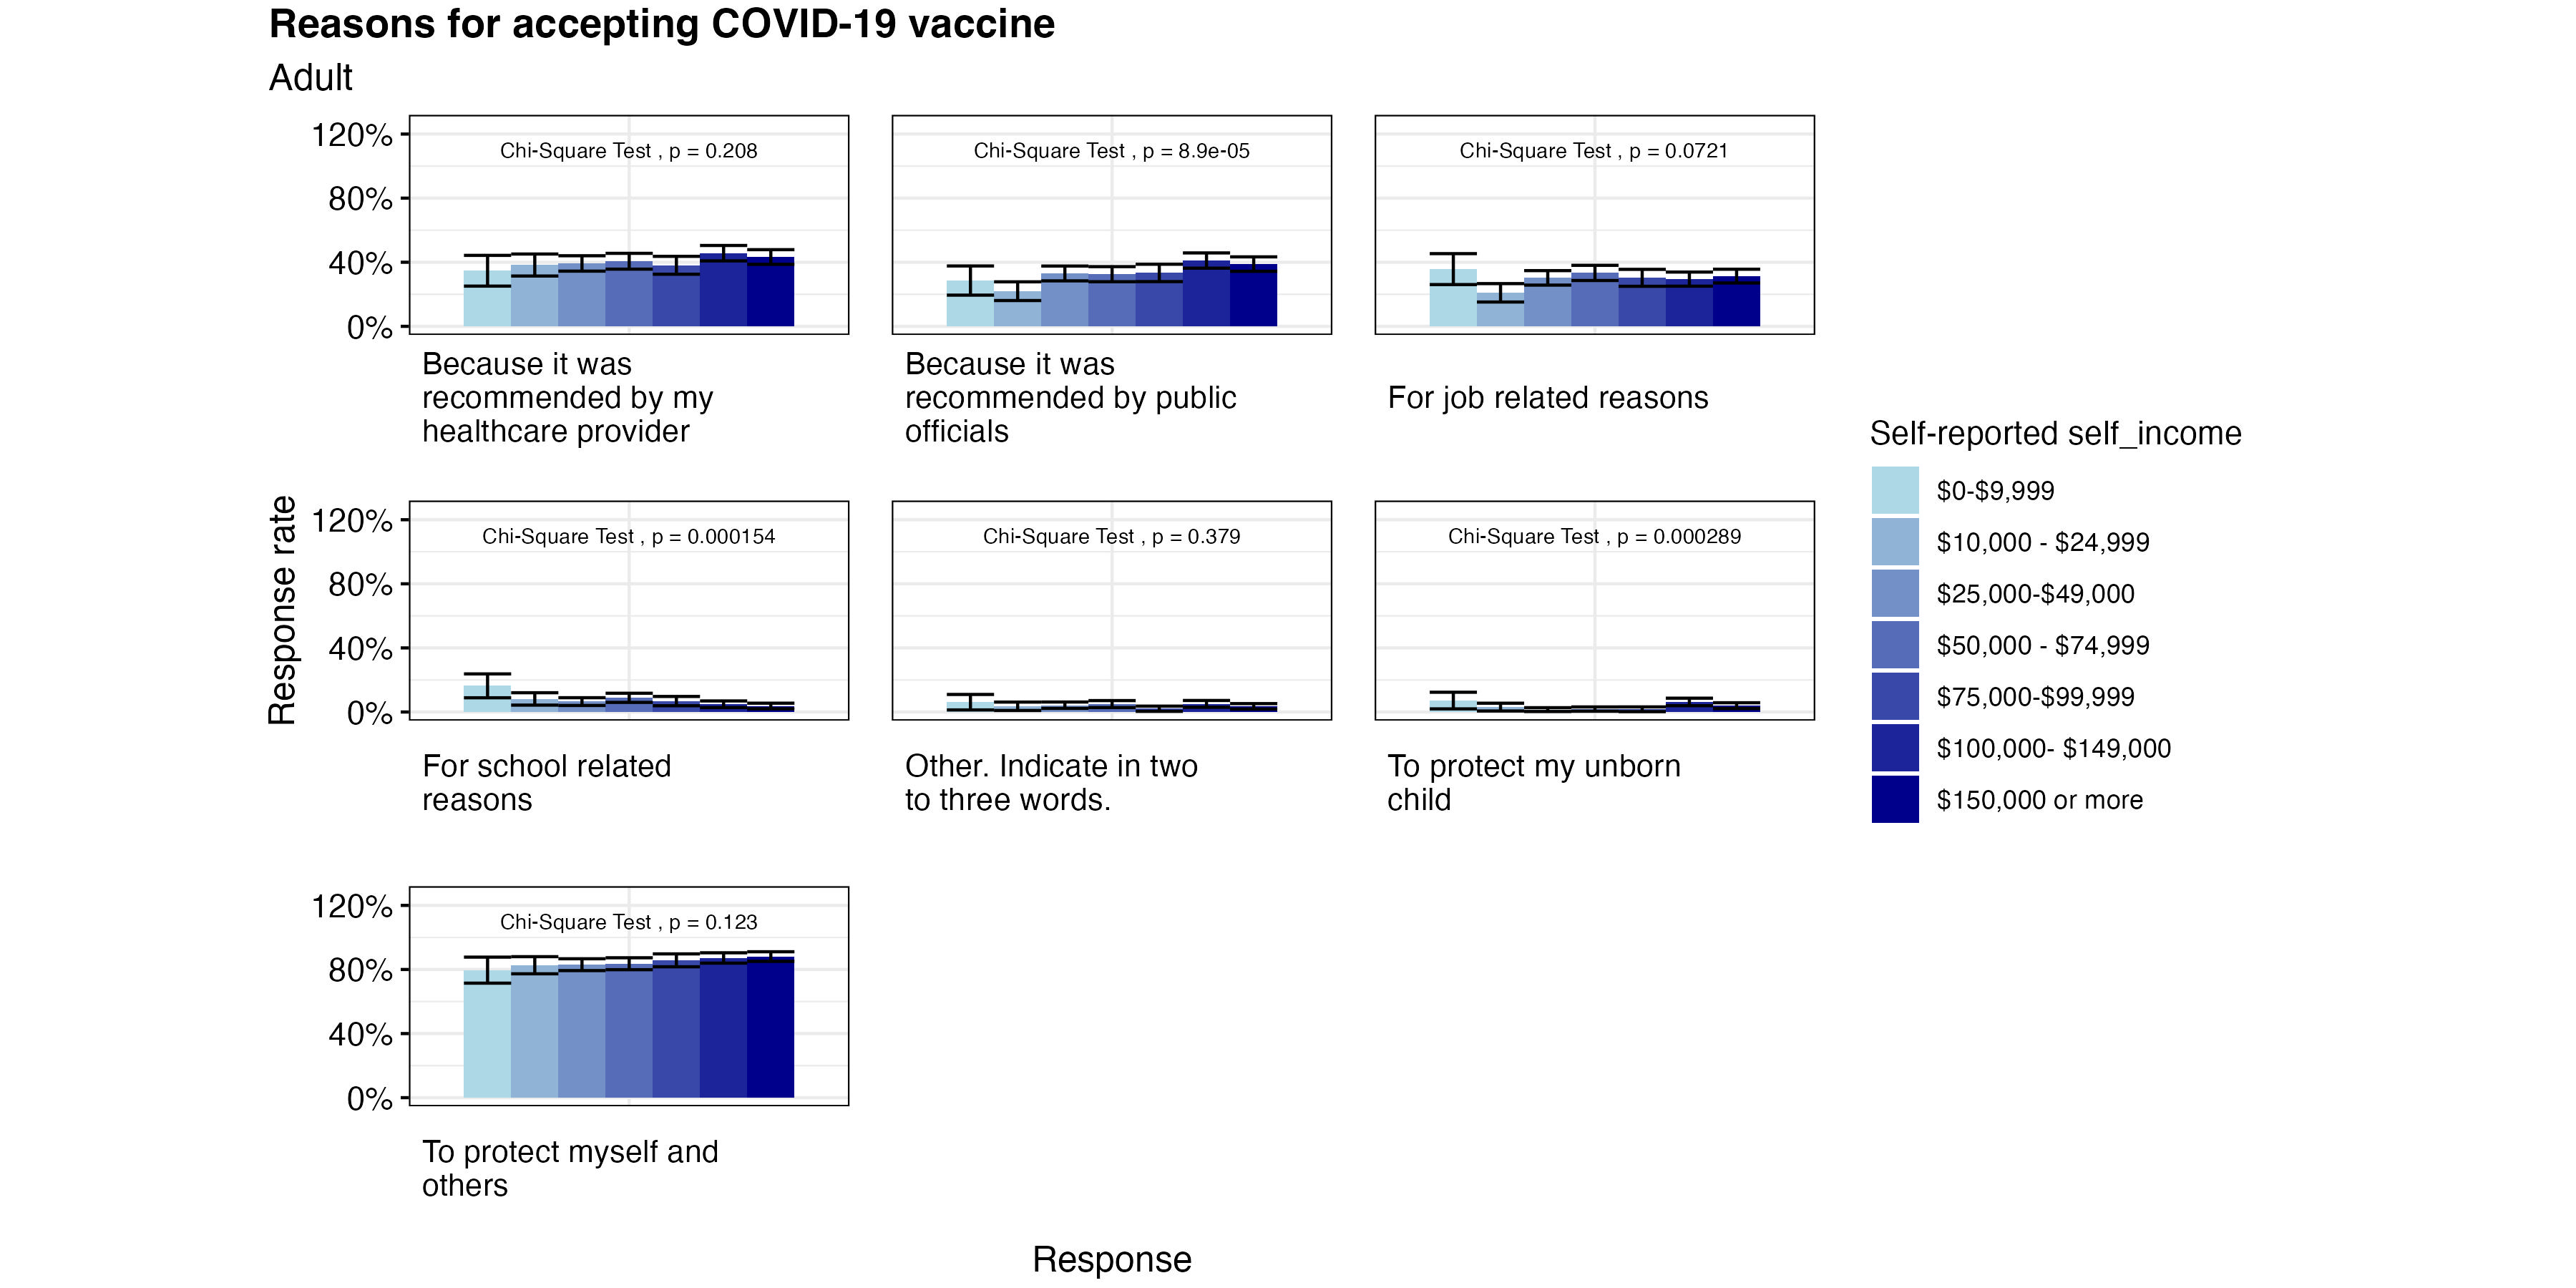 Reasons for accepting COVID-19 vaccine
Adult
120%
80%
40%
0%
Chi-Square Test , p = 0.208
Chi-Square Test , p = 8.9e-05
Chi-Square Test , p = 0.0721
Because it was
recommended by my
healthcare provider
Because it was
recommended by public
officials
For job related reasons
Response rate
120%
80%
40%
0%
Chi-Square Test , p = 0.000154
Chi-Square Test , p = 0.379
Chi-Square Test , p = 0.000289
For school related
reasons
Other. Indicate in two
to three words.
To protect my unborn
child
120%
80%
40%
0%
Chi-Square Test , p = 0.123
To protect myself and
others
Response
Self-reported self_income
$0-$9,999
$10,000 - $24,999
$25,000-$49,000
$50,000 - $74,999
$75,000-$99,999
$100,000- $149,000
$150,000 or more